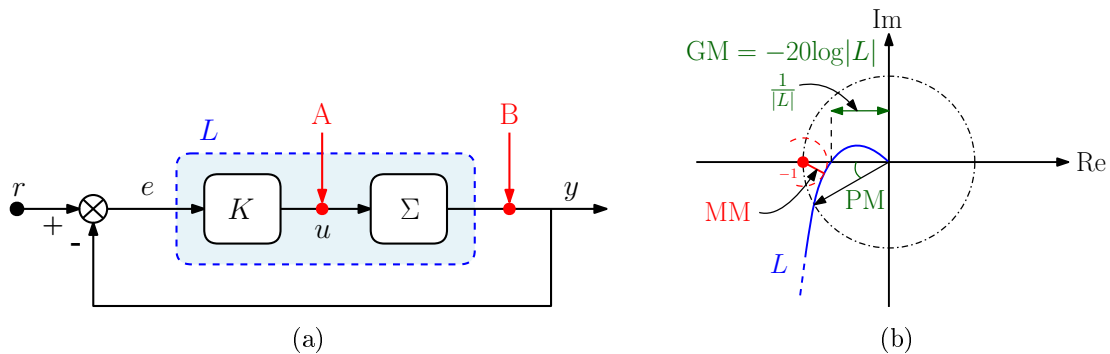 L
A
B
r
+
-
e
K
u
Σ
y
(a)
Im
GM = −20log|L|
1/|L|
Re
-1
MM
PM
L
(b)